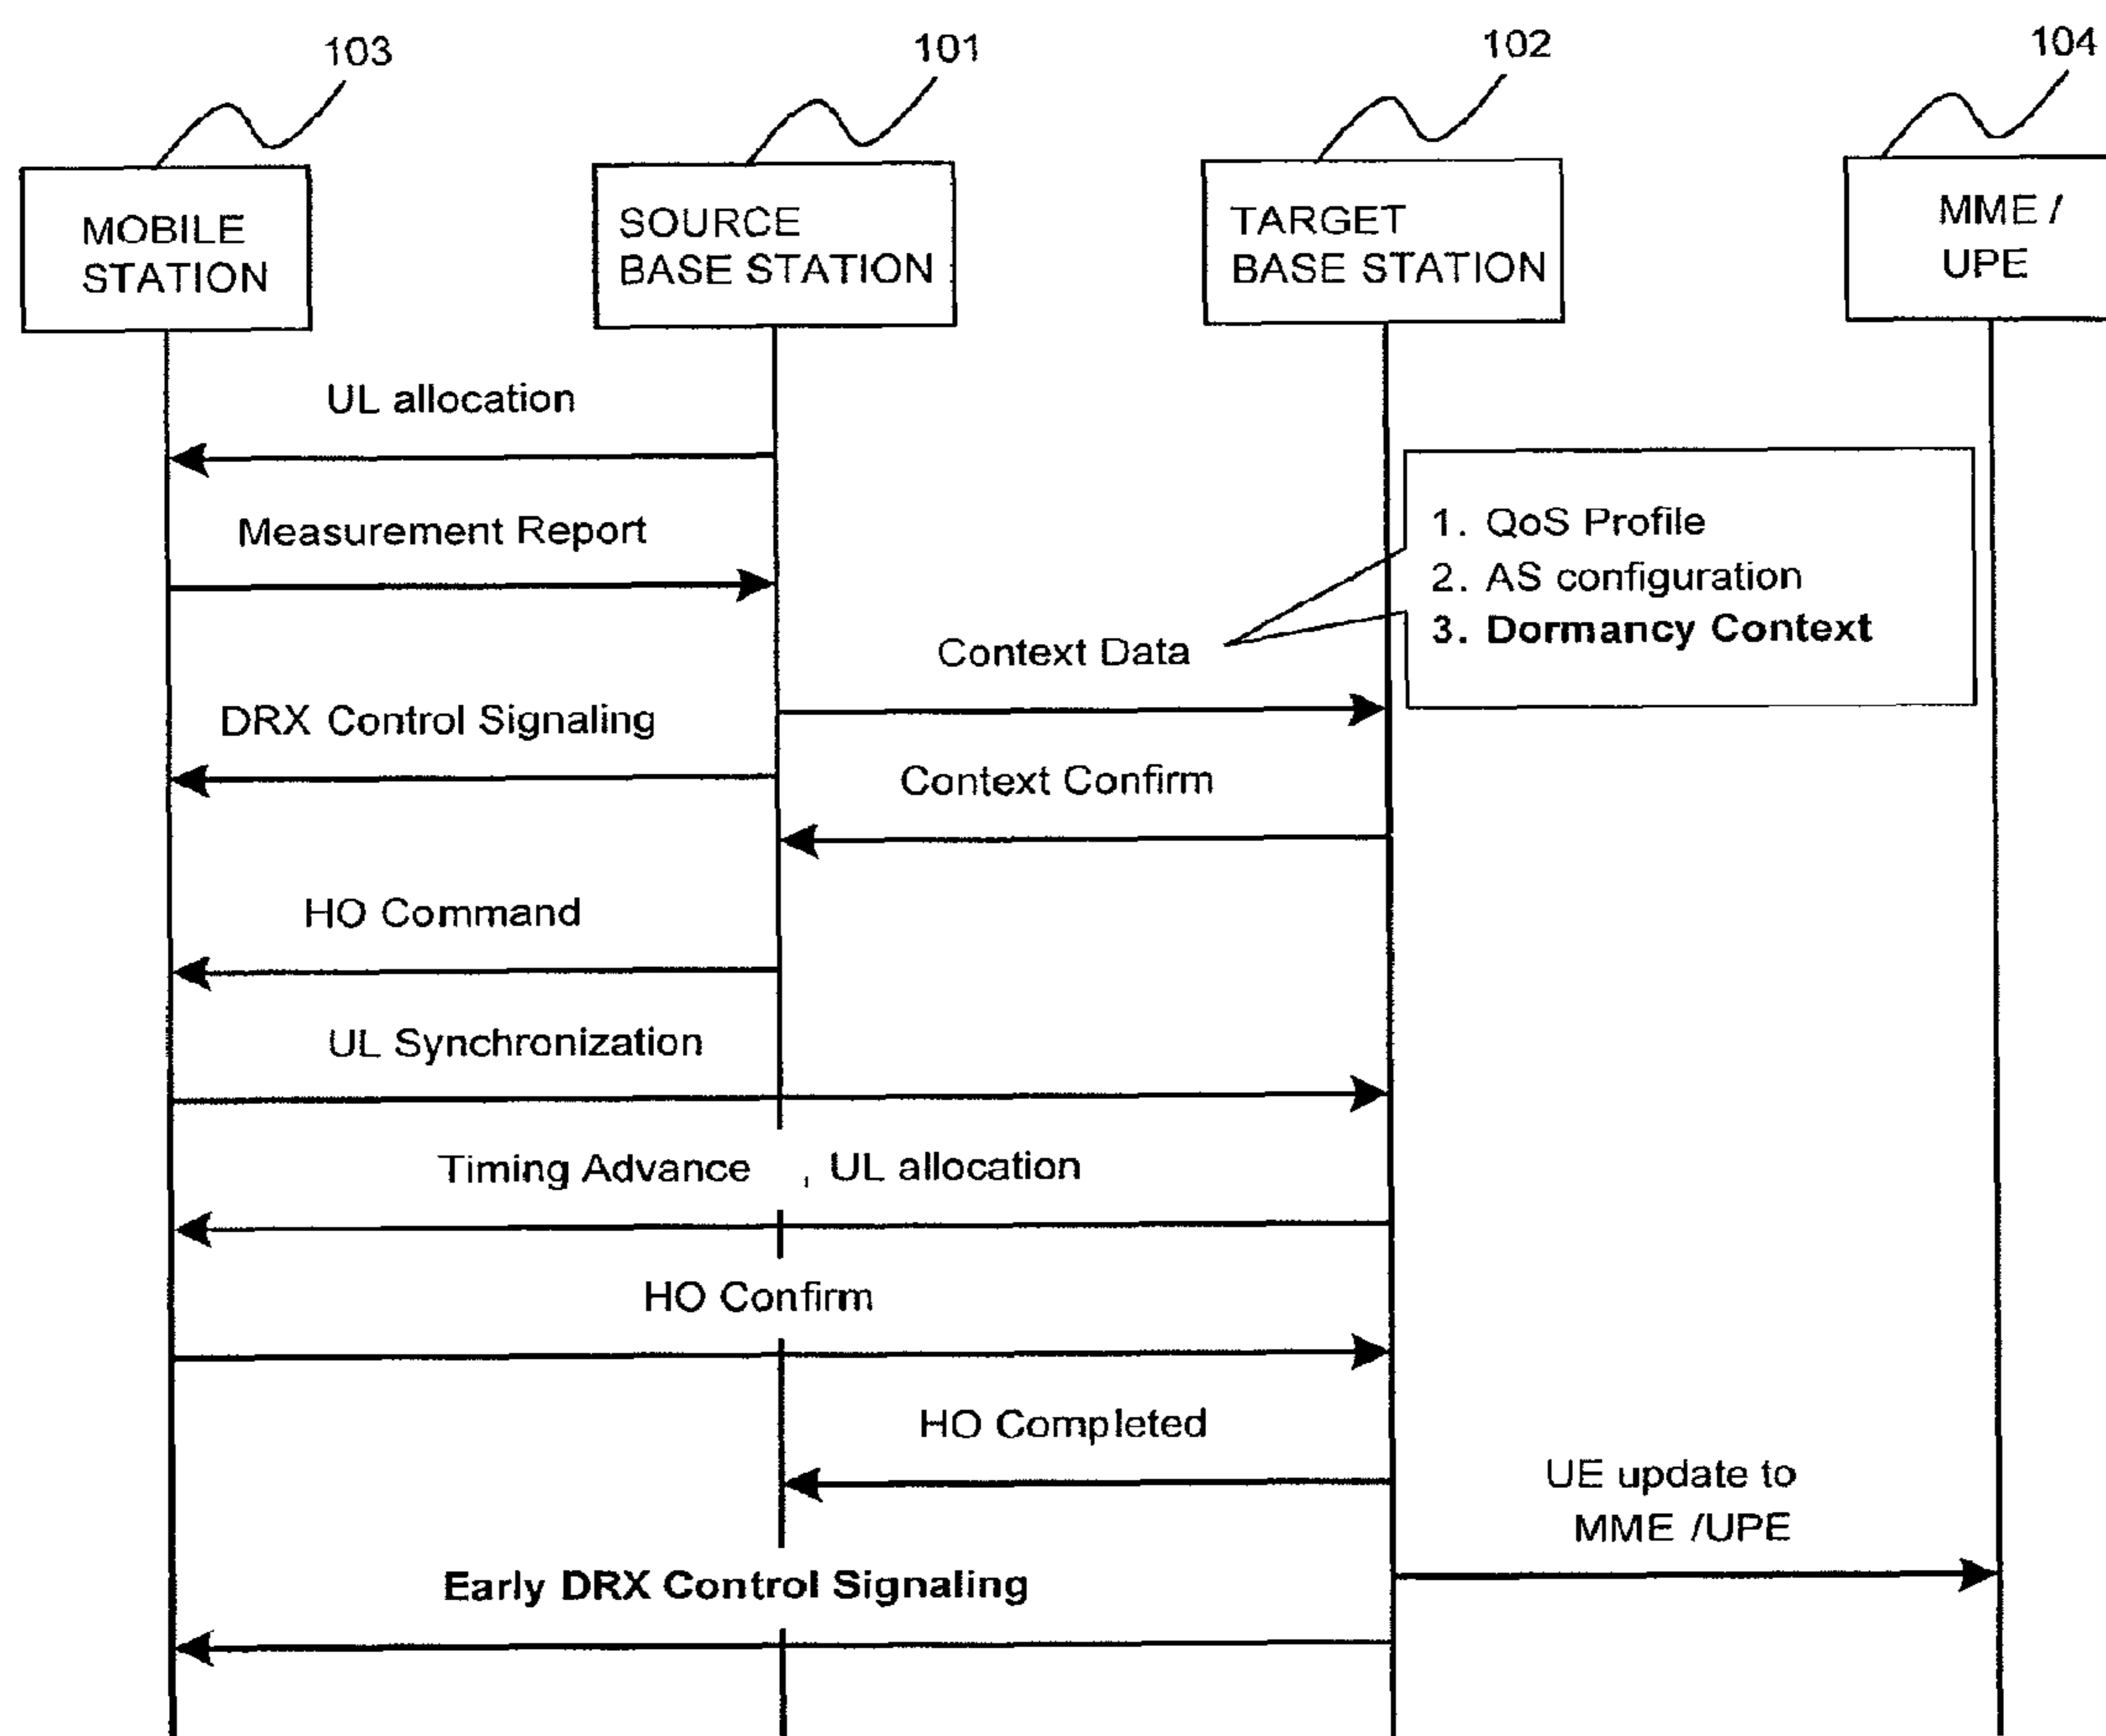 103
101
102
104
MOBILE
STATION
SOURCE
BASE STATION
TARGET
BASE STATION
MME /
UPE
UL allocation
Measurement Report
1. QoS Profile
2. AS configuration
3. Dormancy Context
Context Data
DRX Control Signaling
Context Confirm
HO Command
UL Synchronization
Timing Advance , UL allocation
HO Confirm
HO Completed
UE update to
MME /UPE
Early DRX Control Signaling